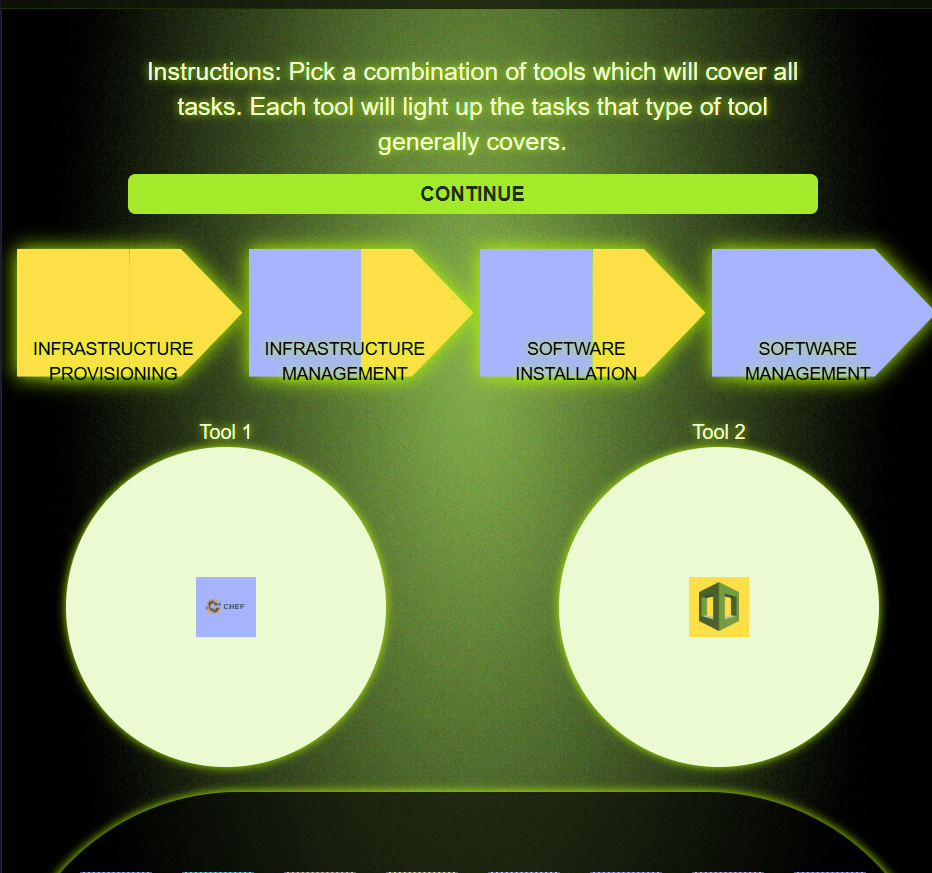 Instructions: Pick a combination of tools which will cover all
tasks. Each tool will light up the tasks that type of tool
generally covers.
CONTINUE
INFRASTRUCTURE
PROVISIONING
INFRASTRUCTURE
MANAGEMENT
SOFTWARE
INSTALLATION
SOFTWARE
MANAGEMENT
Tool 1
Tool 2
CHEF